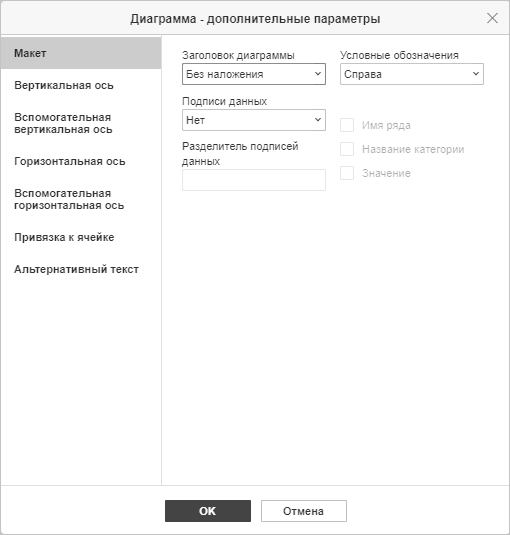 Диаграмма - дополнительные параметры
Макет
Вертикальная ось
Вспомогательная
вертикальная ось
Горизонтальная ось
Вспомогательная
горизонтальная ось
Привязка к ячейке
Альтернативный текст
Заголовок диаграммы
Без наложения
Условные обозначения
Справа
Подписи данных
Нет
Разделитель подписей
данных
Имя ряда
Название категории
Значение
OK
Отмена